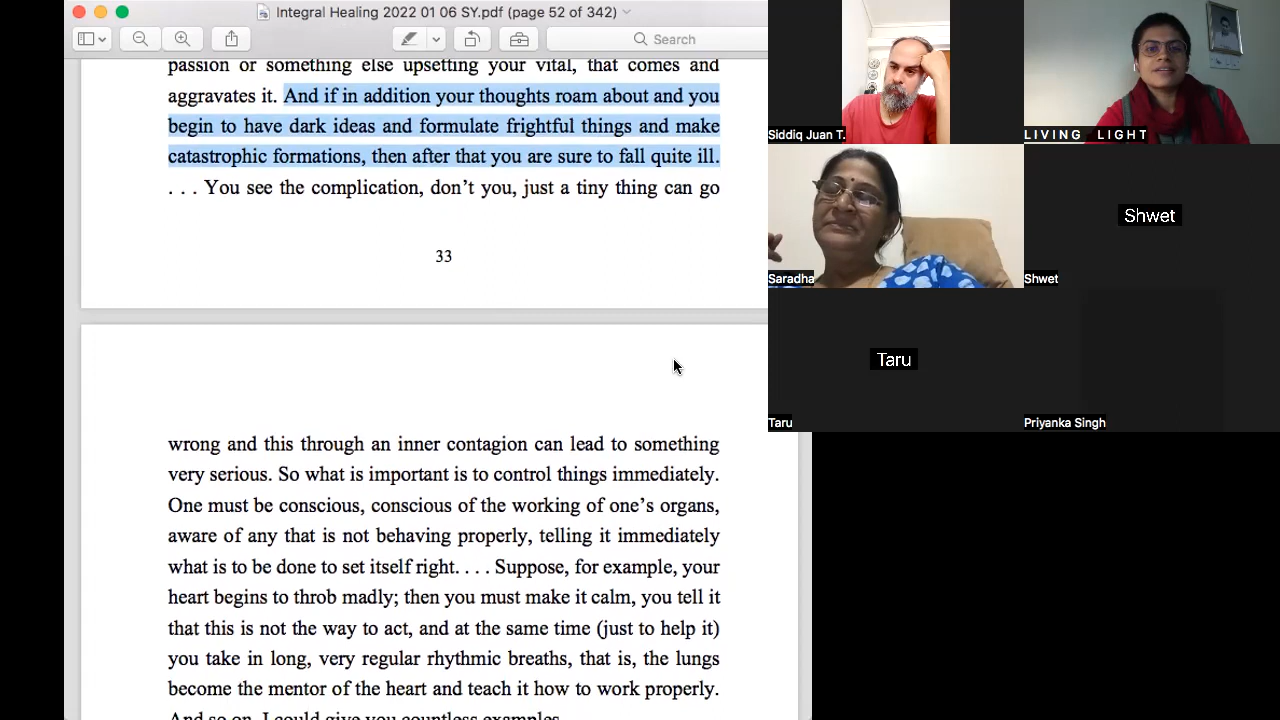 Integral Healing 2022 01 06 SY.pdf (page 52 of 342)
Search
passion or something else upsetting your vital, that comes and
aggravates it. And if in addition your thoughts roam about and you
begin to have dark ideas and formulate frightful things and make
catastrophic formations, then after that you are sure to fall quite ill.
. . . You see the complication, don’t you, just a tiny thing can go
33
wrong and this through an inner contagion can lead to something
very serious. So what is important is to control things immediately.
One must be conscious, conscious of the working of one’s organs,
aware of any that is not behaving properly, telling it immediately
what is to be done to set itself right. . . . Suppose, for example, your
heart begins to throb madly; then you must make it calm, you tell it
that this is not the way to act, and at the same time (just to help it)
you take in long, very regular rhythmic breaths, that is, the lungs
become the mentor of the heart and teach it how to work properly.
And so on. I could give you countless examples.
Siddiq Juan T.
LIVING LIGHT
Saradha
Shwet
Shwet
Taru
Taru
Priyanka Singh